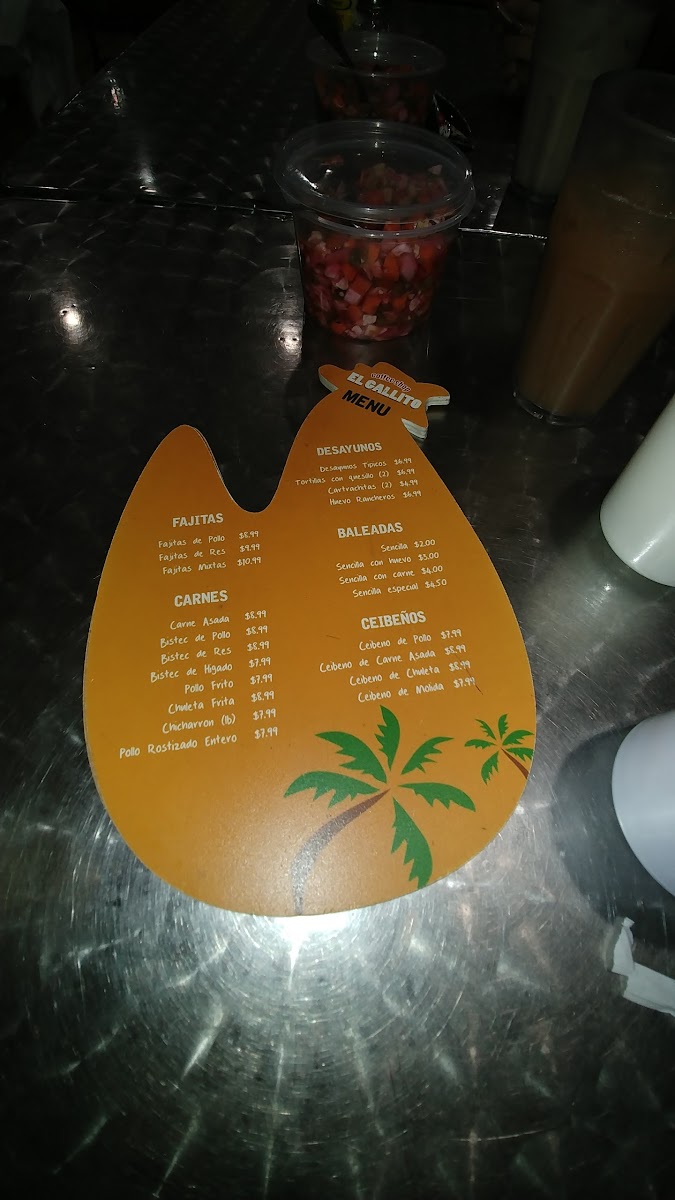 coffee shop
EL GALLITO
MENU
DESAYUNOS
Desayunos Tipicos $6.99
Tortillas con quesillo (2) $6.99
Cartrachitas (2) $4.99
Huevo Rancheros $6.99
BALEADAS
Sencilla $2.00
Sencilla con huevo $3.00
Sencilla con carne $4.00
Sencilla especial $4.50
CEIBEÑOS
Ceibeno de Pollo $7.99
Ceibeno de Carne Asada $8.99
Ceibeno de Chuleta $8.99
Ceibeno de Molida $7.99
FAJITAS
Fajitas de Pollo $8.99
Fajitas de Res $9.99
Fajitas Mixtas $10.99
CARNES
Carne Asada $8.99
Bistec de Pollo $8.99
Bistec de Res $8.99
Bistec de Higado $7.99
Pollo Frito $7.99
Chuleta Frita $8.99
Chicharron (lb) $7.99
Pollo Rostizado Entero $7.99